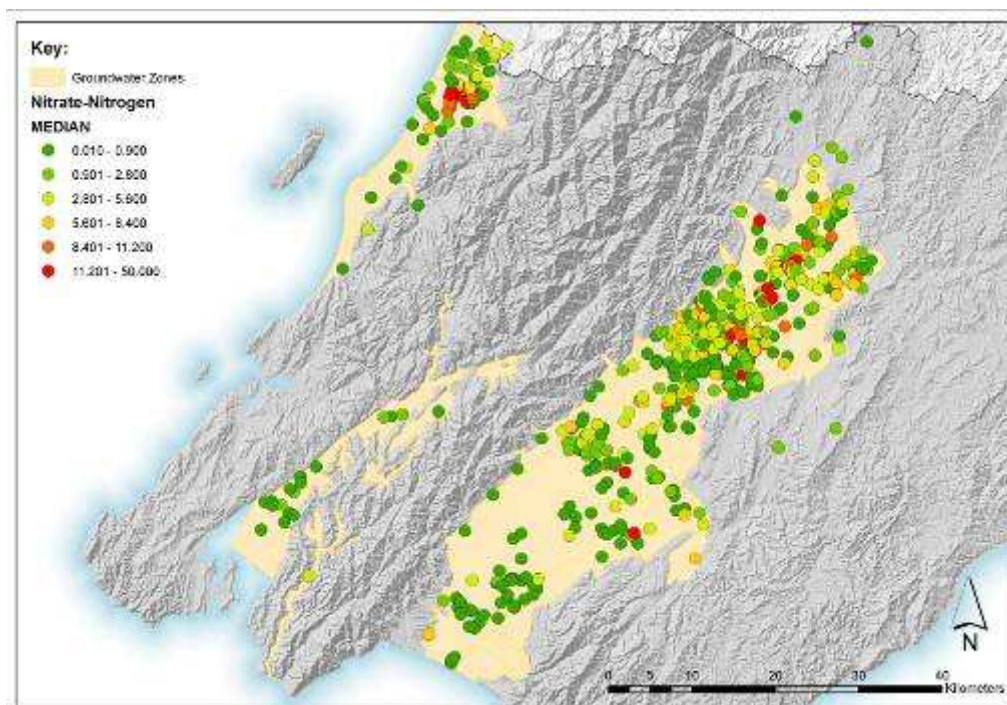 Key:
Groundwater Zones
Nitrate-Nitrogen
MEDIAN
0.010 - 0.900
0.901 - 2.800
2.801 - 5.600
5.601 - 8.400
8.401 - 11.200
11.201 - 50.000
N
0 5 10 20 30 40
Kilometers